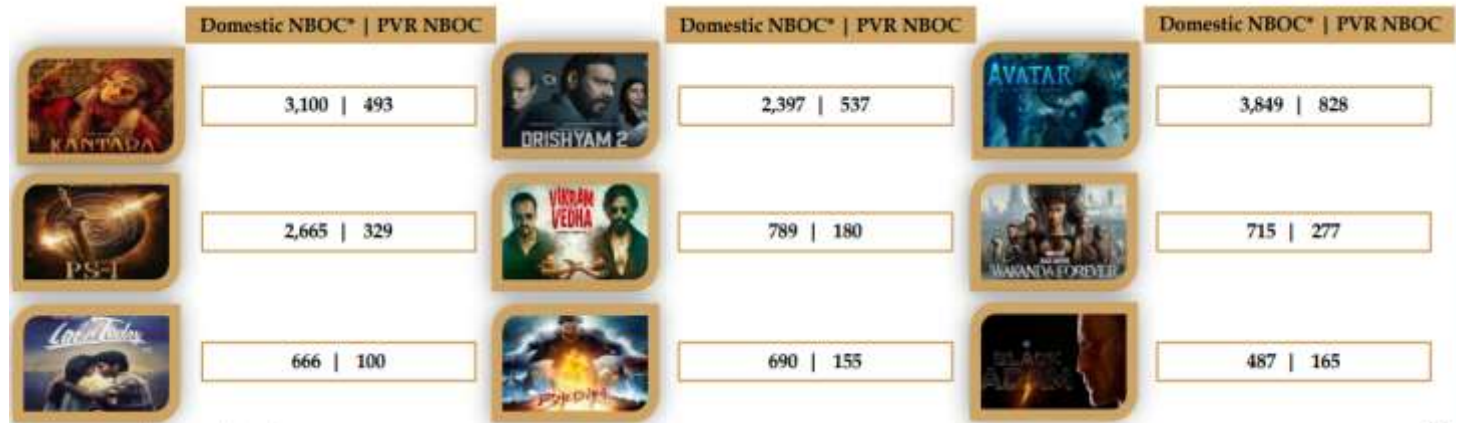 Domestic NBOC* | PVR NBOC
Domestic NBOC* | PVR NBOC
Domestic NBOC* | PVR NBOC
KANTARA
3,100 | 493
DRISHYAM 2
2,397 | 537
AVATAR
3,849 | 828
PS-1
2,665 | 329
VIKRAM
VEDHA
789 | 180
WAKANDA FOREVER
715 | 277
Love Today
666 | 100
690 | 155
BLACK
ADAM
487 | 165